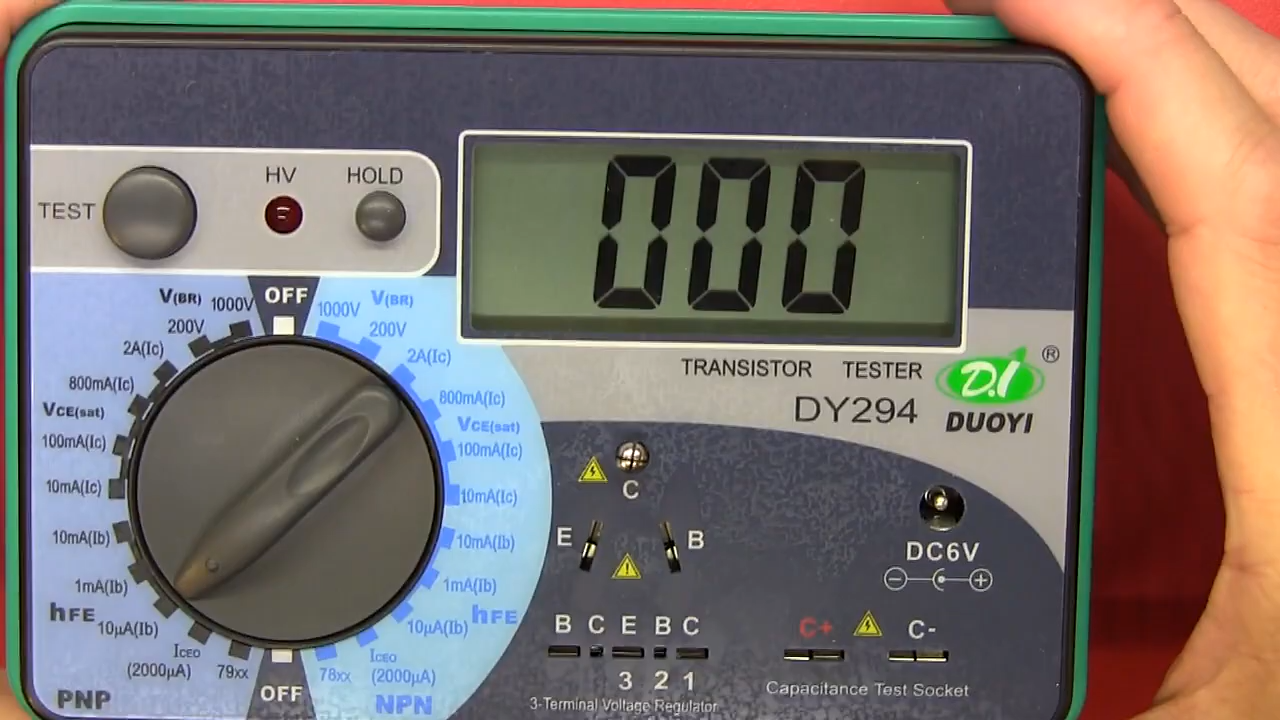 TEST
HV
HOLD
000
V(BR) 1000V
OFF
1000V V(BR)
200V
200V
2A(Ic)
2A(Ic)
800mA(Ic)
800mA(Ic)
VCE(sat)
VCE(sat)
100mA(Ic)
100mA(Ic)
10mA(Ic)
10mA(Ic)
10mA(Ib)
10mA(Ib)
1mA(Ib)
1mA(Ib)
hFE
hFE
10µA(Ib)
10µA(Ib)
ICEO
(2000µA)
ICEO
(2000µA)
79xx
78xx
PNP
OFF
NPN
TRANSISTOR TESTER
DY294
D.I ®
DUOYI
C
E
B
DC6V
B C E B C
3 2 1
3-Terminal Voltage Regulator
C+
C-
Capacitance Test Socket